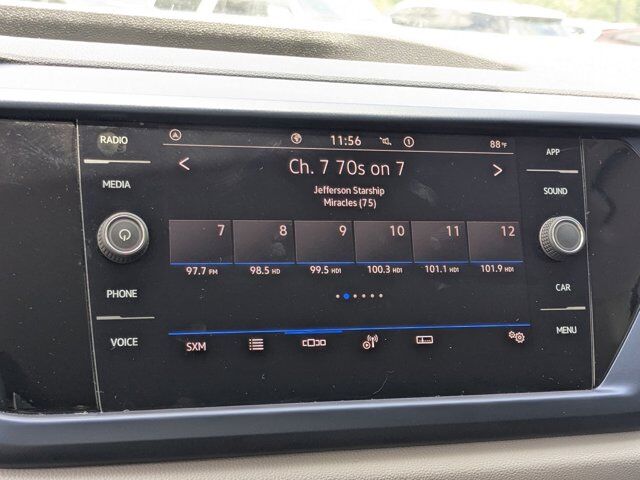 RADIO
MEDIA
PHONE
VOICE
11:56
1
88°F
Ch. 7 70s on 7
Jefferson Starship
Miracles (75)
7 8 9 10 11 12
97.7 FM 98.5 HD 99.5 HD1 100.3 HD1 101.1 HD1 101.9 HD1
SXM
APP
SOUND
CAR
MENU